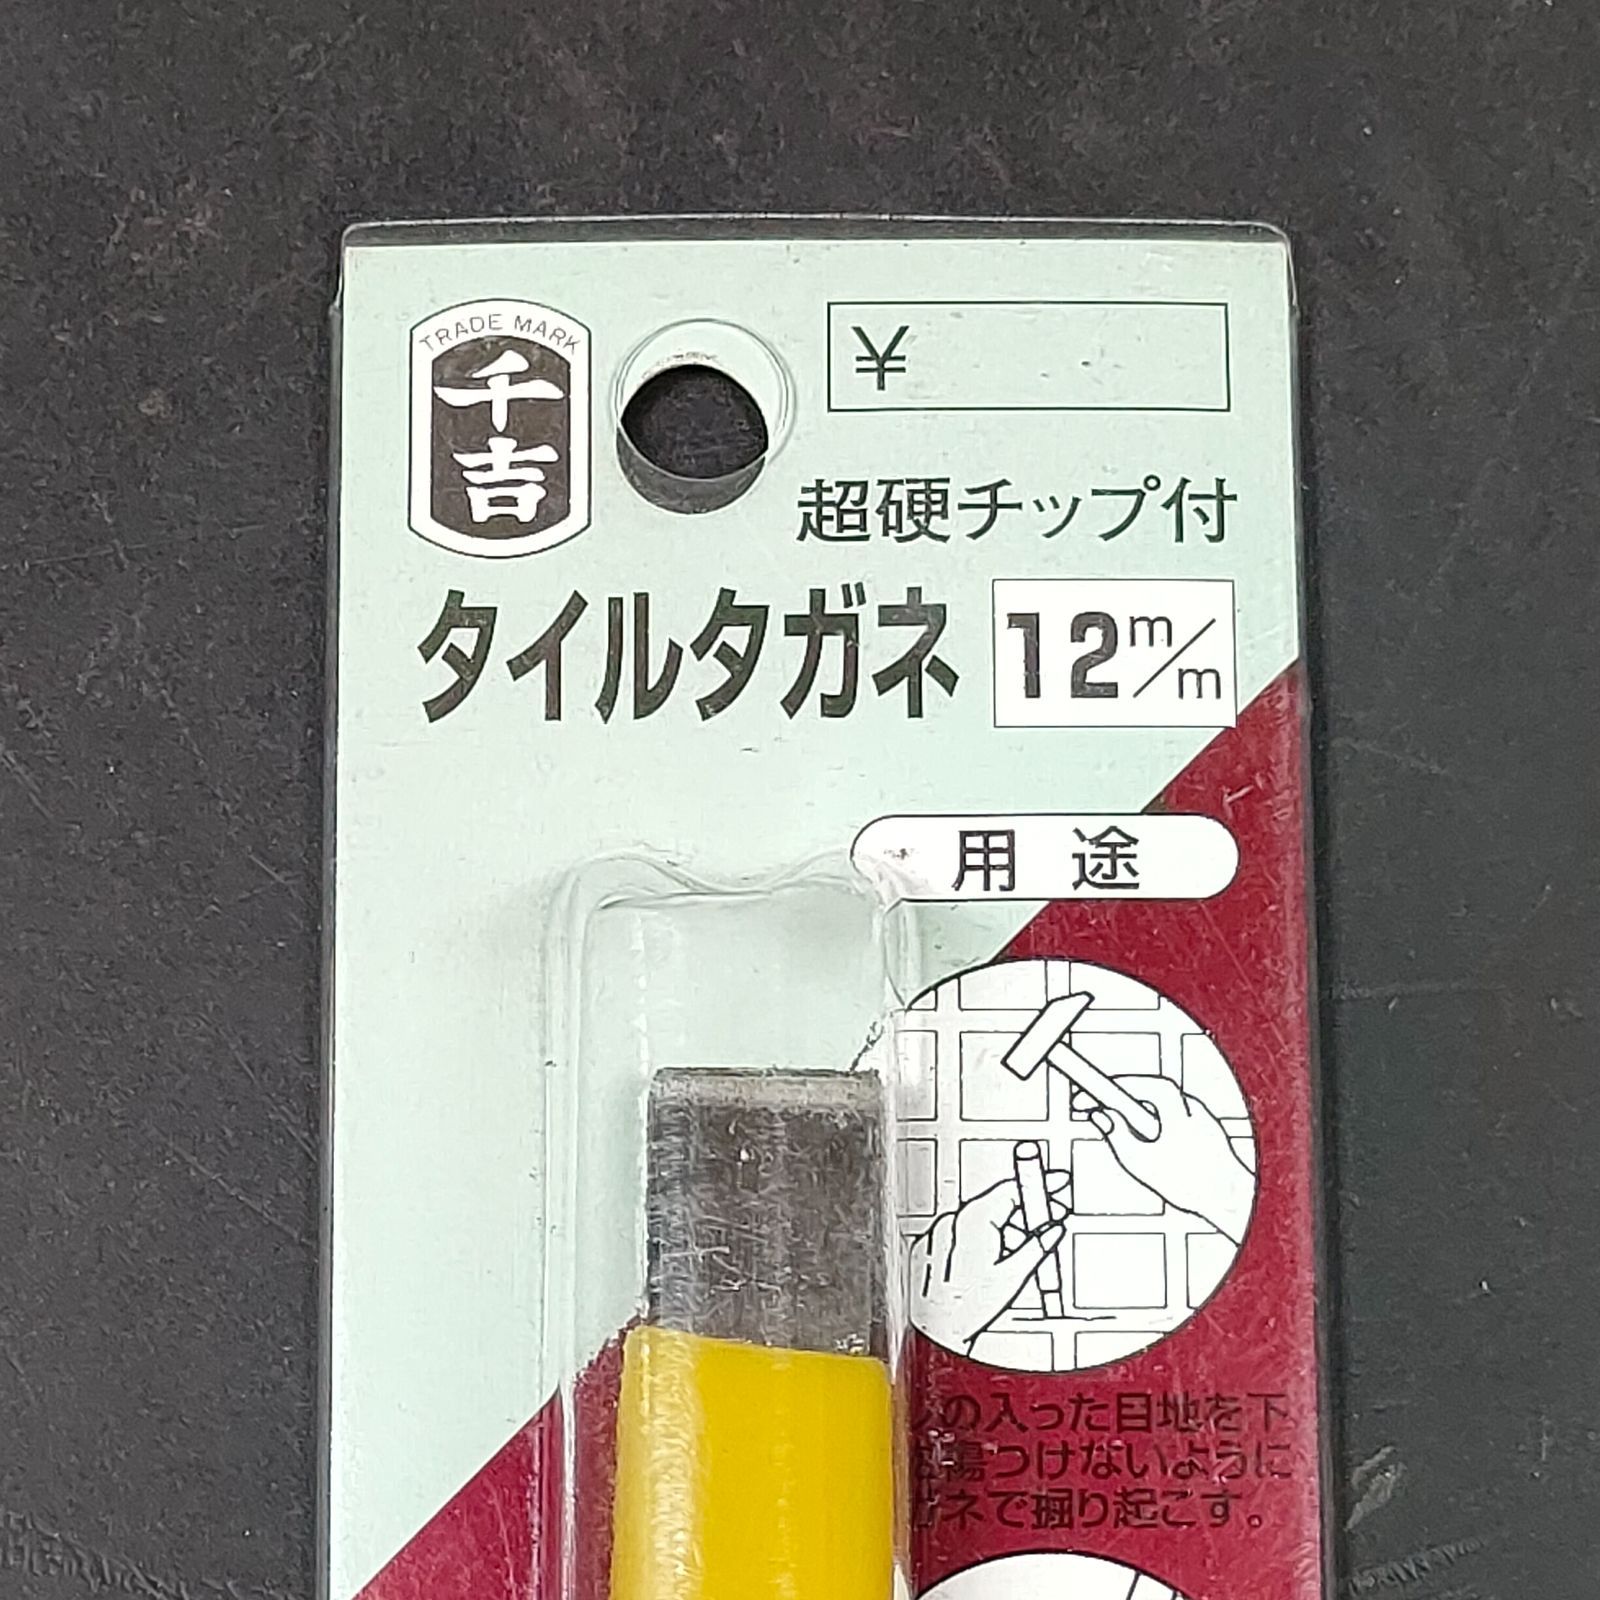 TRADE MARK
千吉
¥
超硬チップ付
タイルタガネ
12m/m
用途
の入った目地を下
傷つけないように
ネで掘り起こす。